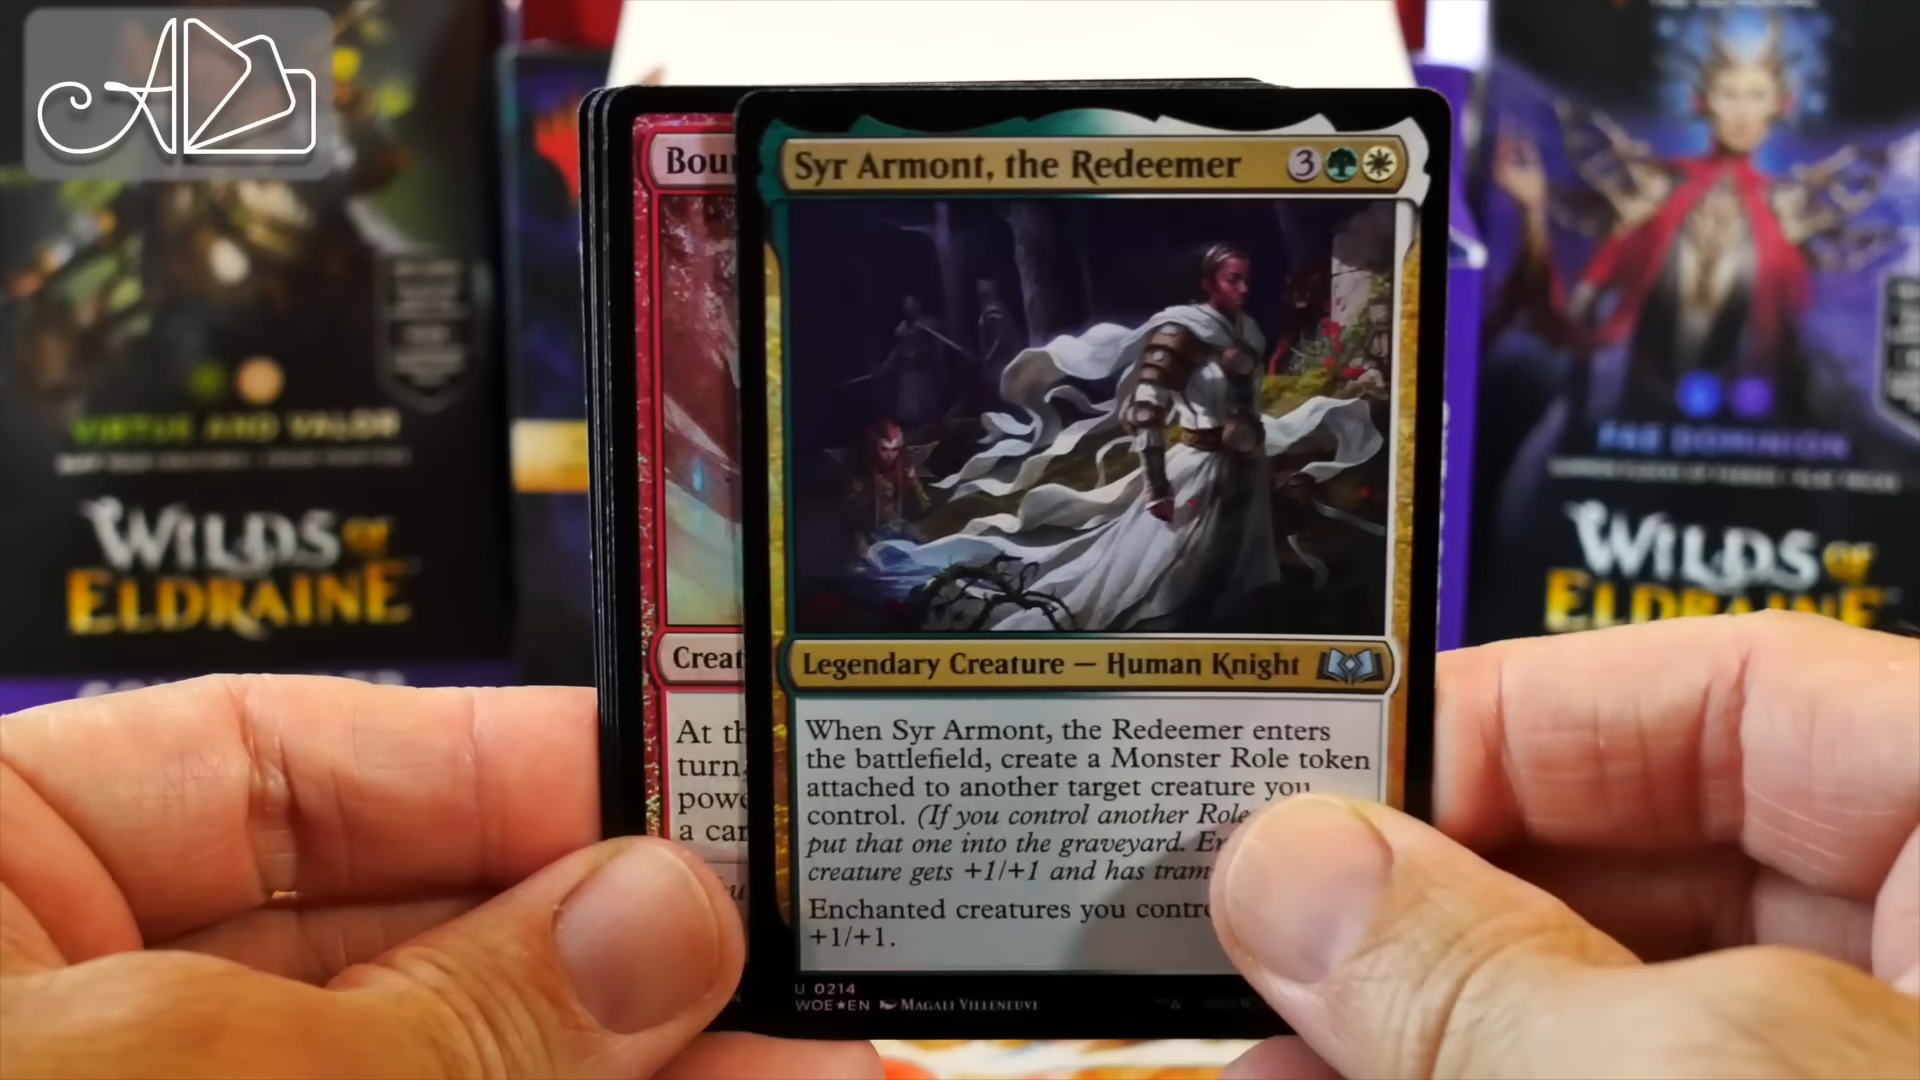 Bou
Syr Armont, the Redeemer
3
Creat
Legendary Creature — Human Knight
At th
turn,
powe
a car
When Syr Armont, the Redeemer enters
the battlefield, create a Monster Role token
attached to another target creature you
control. (If you control another Role
put that one into the graveyard. En
creature gets +1/+1 and has tram
Enchanted creatures you contro
+1/+1.
U 0214
WOE★EN Magali Villeneuve
VIRTUE AND VALOR
WILDS OF
ELDRAINE
FAE DOMINION
WILDS OF
ELDRAINE